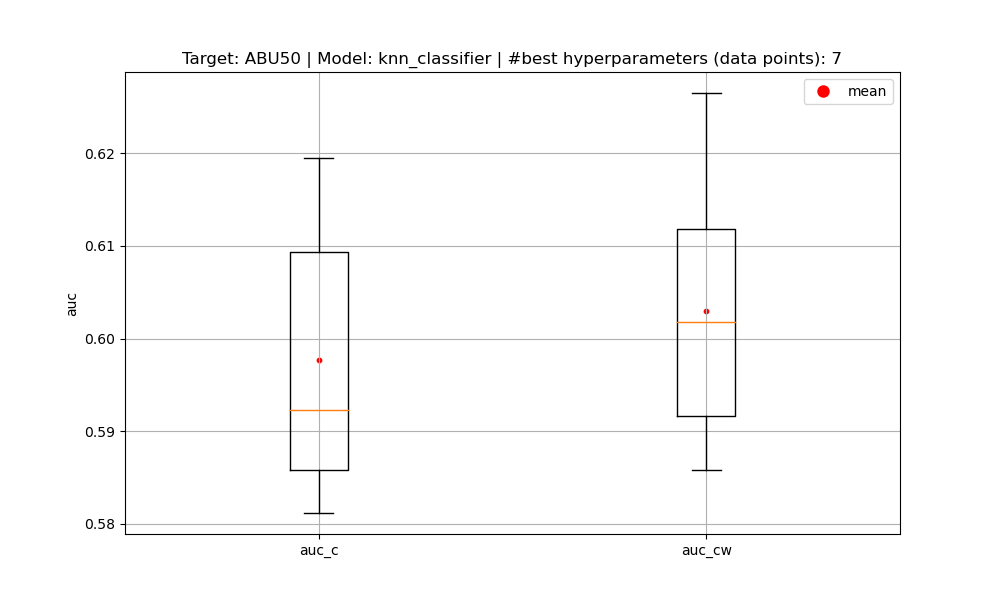 Target: ABU50 | Model: knn_classifier | #best hyperparameters (data points): 7
mean
0.62
0.61
0.60
0.59
0.58
auc
auc_c
auc_cw